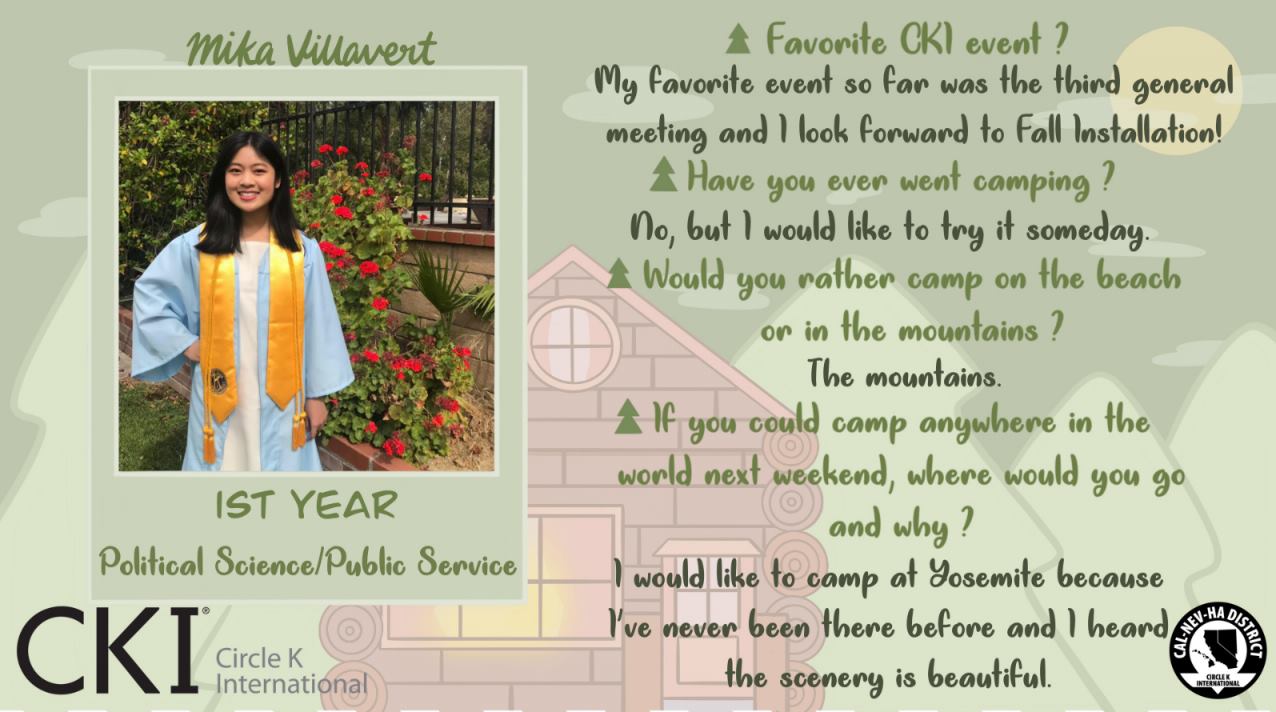 Mika Villavert
1ST YEAR
Political Science/Public Service
CKI®
Circle K
International
Favorite CKI event ?
My favorite event so far was the third general
meeting and I look forward to Fall Installation!
Have you ever went camping ?
No, but I would like to try it someday.
Would you rather camp on the beach
or in the mountains ?
The mountains.
If you could camp anywhere in the
world next weekend, where would you go
and why ?
I would like to camp at Yosemite because
I've never been there before and I heard
the scenery is beautiful.
CAL-NEV-HA DISTRICT
CIRCLE K
INTERNATIONAL